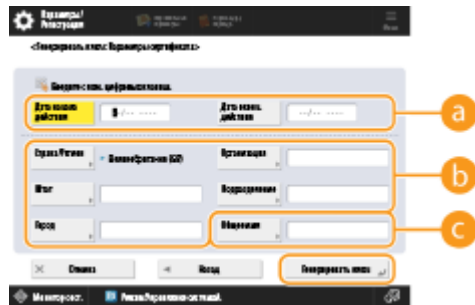 Параметры/
Регистрация
<Генерировать ключ: Параметры сертификата>
Введите с пом. цифровых клавиш.
Дата начала
действия
Дата оконч.
действия
a
Страна/Регион
Великобритания (GB)
Организация
b
Штат
Подразделение
Город
Общее имя
c
Отмена
Назад
Генерировать ключ
Монитор сост.